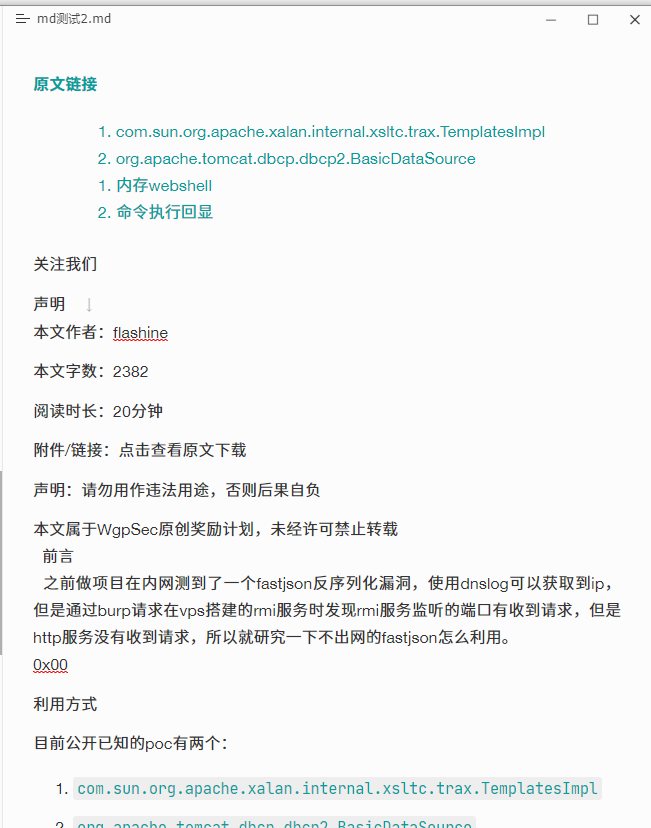 md测试2.md
原文链接
1. com.sun.org.apache.xalan.internal.xsltc.trax.TemplatesImpl
2. org.apache.tomcat.dbcp.dbcp2.BasicDataSource
1. 内存webshell
2. 命令执行回显
关注我们
声明 ↓
本文作者：flashine
本文字数：2382
阅读时长：20分钟
附件/链接：点击查看原文下载
声明：请勿用作违法用途，否则后果自负
本文属于WgpSec原创奖励计划，未经许可禁止转载
前言
之前做项目在内网测到了一个fastjson反序列化漏洞，使用dnslog可以获取到ip，
但是通过burp请求在vps搭建的rmi服务时发现rmi服务监听的端口有收到请求，但是
http服务没有收到请求，所以就研究一下不出网的fastjson怎么利用。
0x00
利用方式
目前公开已知的poc有两个：
1. com.sun.org.apache.xalan.internal.xsltc.trax.TemplatesImpl
2. org.apache.tomcat.dbcp.dbcp2.BasicDataSource